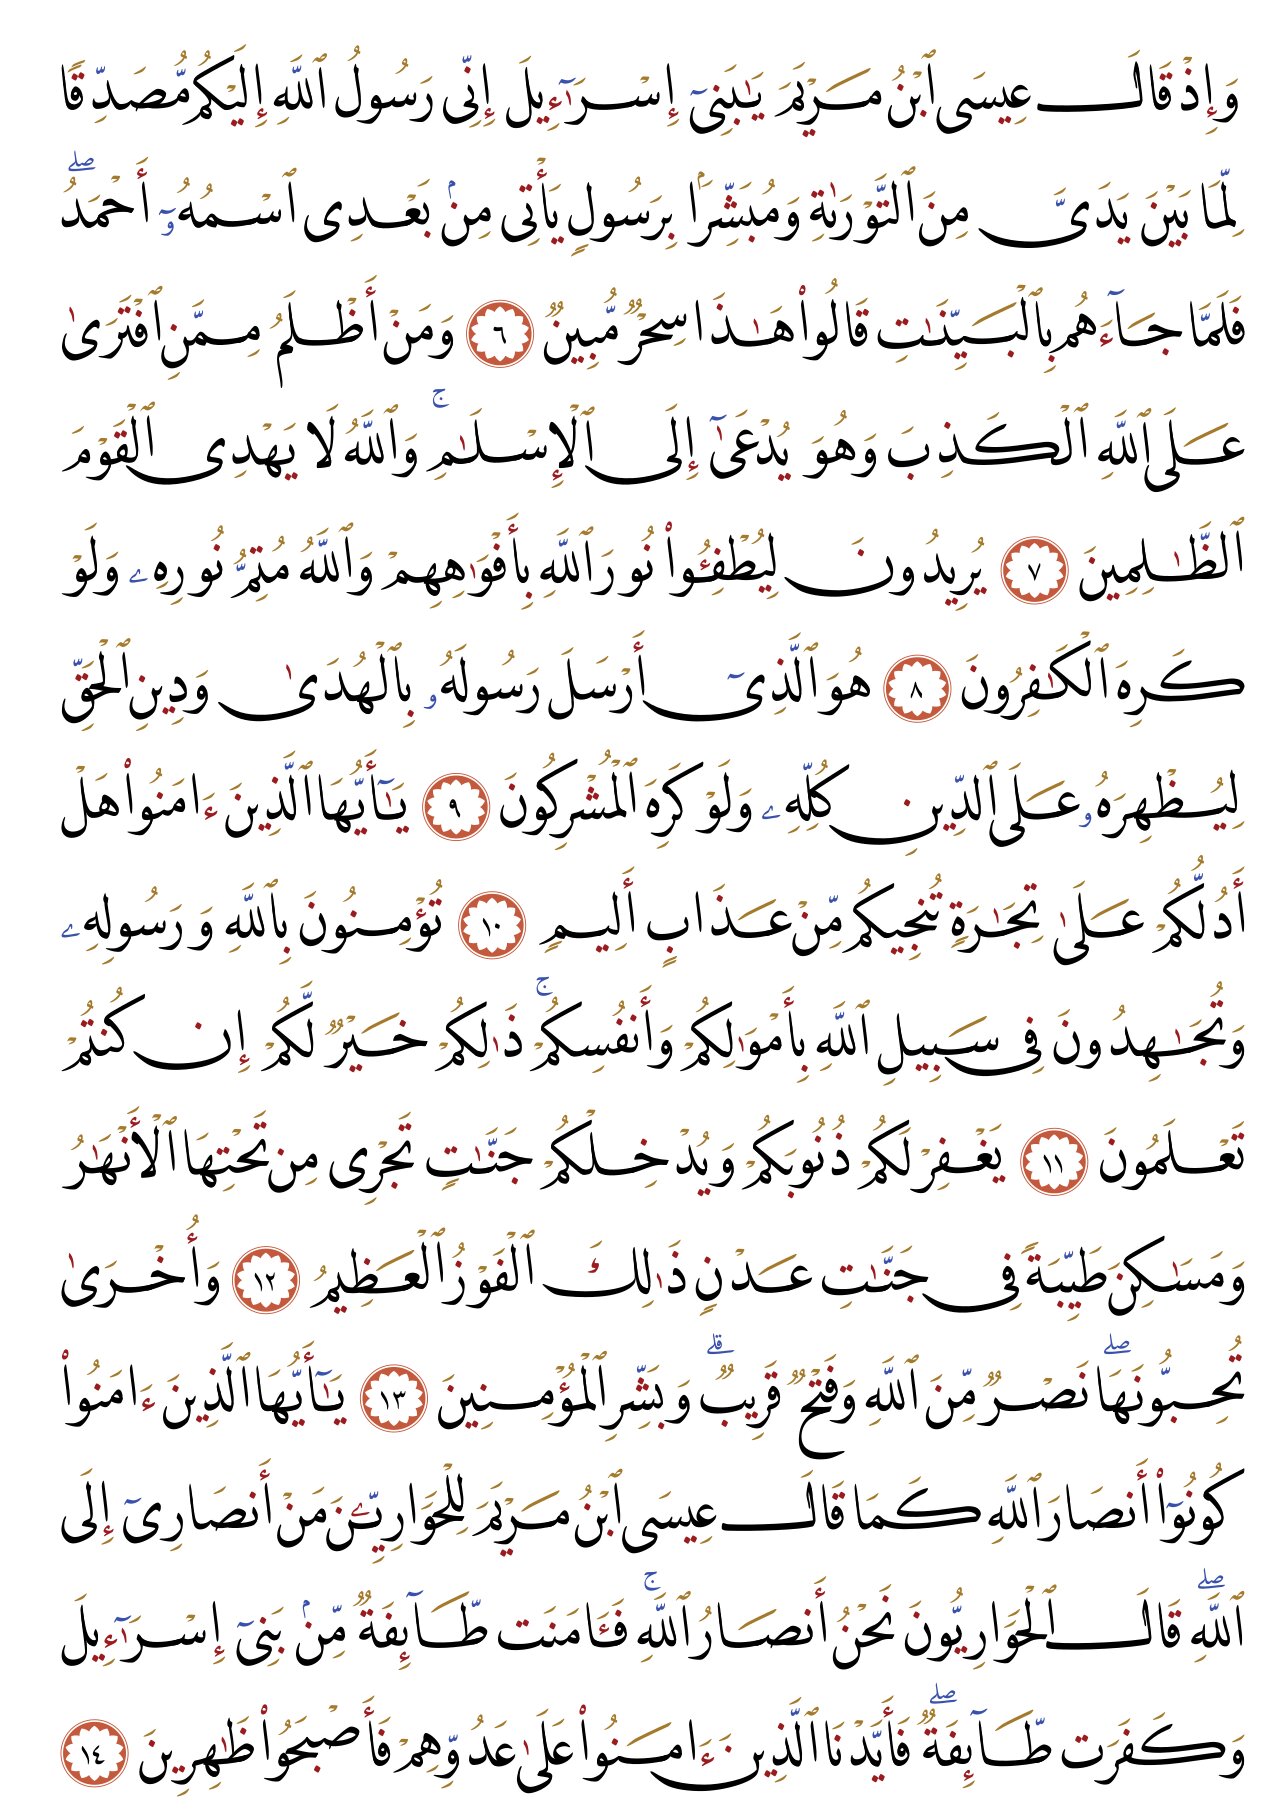 وَإِذْ قَالَ عِيسَى ٱبْنُ مَرْيَمَ يَـٰبَنِىٓ إِسْرَٰٓءِيلَ إِنِّى رَسُولُ ٱللَّهِ إِلَيْكُم مُّصَدِّقًا
لِّمَا بَيْنَ يَدَىَّ مِنَ ٱلتَّوْرَىٰةِ وَمُبَشِّرًۢا بِرَسُولٍ يَأْتِى مِنۢ بَعْدِى ٱسْمُهُۥٓ أَحْمَدُ ۖ
فَلَمَّا جَآءَهُم بِٱلْبَيِّنَـٰتِ قَالُوا۟ هَـٰذَا سِحْرٌ مُّبِينٌ ٦ وَمَنْ أَظْلَمُ مِمَّنِ ٱفْتَرَىٰ
عَلَى ٱللَّهِ ٱلْكَذِبَ وَهُوَ يُدْعَىٰٓ إِلَى ٱلْإِسْلَـٰمِ ۚ وَٱللَّهُ لَا يَهْدِى ٱلْقَوْمَ
ٱلظَّـٰلِمِينَ ٧ يُرِيدُونَ لِيُطْفِـُٔوا۟ نُورَ ٱللَّهِ بِأَفْوَٰهِهِمْ وَٱللَّهُ مُتِمُّ نُورِهِۦ وَلَوْ
كَرِهَ ٱلْكَـٰفِرُونَ ٨ هُوَ ٱلَّذِىٓ أَرْسَلَ رَسُولَهُۥ بِٱلْهُدَىٰ وَدِينِ ٱلْحَقِّ
لِيُظْهِرَهُۥ عَلَى ٱلدِّينِ كُلِّهِۦ وَلَوْ كَرِهَ ٱلْمُشْرِكُونَ ٩ يَـٰٓأَيُّهَا ٱلَّذِينَ ءَامَنُوا۟ هَلْ
أَدُلُّكُمْ عَلَىٰ تِجَـٰرَةٍ تُنجِيكُم مِّنْ عَذَابٍ أَلِيمٍ ١٠ تُؤْمِنُونَ بِٱللَّهِ وَرَسُولِهِۦ
وَتُجَـٰهِدُونَ فِى سَبِيلِ ٱللَّهِ بِأَمْوَٰلِكُمْ وَأَنفُسِكُمْ ۚ ذَٰلِكُمْ خَيْرٌ لَّكُمْ إِن كُنتُمْ
تَعْلَمُونَ ١١ يَغْفِرْ لَكُمْ ذُنُوبَكُمْ وَيُدْخِلْكُمْ جَنَّـٰتٍ تَجْرِى مِن تَحْتِهَا ٱلْأَنْهَـٰرُ
وَمَسَـٰكِنَ طَيِّبَةً فِى جَنَّـٰتِ عَدْنٍ ذَٰلِكَ ٱلْفَوْزُ ٱلْعَظِيمُ ١٢ وَأُخْرَىٰ
تُحِبُّونَهَا ۖ نَصْرٌ مِّنَ ٱللَّهِ وَفَتْحٌ قَرِيبٌ ۗ وَبَشِّرِ ٱلْمُؤْمِنِينَ ١٣ يَـٰٓأَيُّهَا ٱلَّذِينَ ءَامَنُوا۟
كُونُوٓا۟ أَنصَارَ ٱللَّهِ كَمَا قَالَ عِيسَى ٱبْنُ مَرْيَمَ لِلْحَوَارِيِّـۧنَ مَنْ أَنصَارِىٓ إِلَى
ٱللَّهِ ۖ قَالَ ٱلْحَوَارِيُّونَ نَحْنُ أَنصَارُ ٱللَّهِ ۚ فَـَٔامَنَت طَّآئِفَةٌ مِّنۢ بَنِىٓ إِسْرَٰٓءِيلَ
وَكَفَرَت طَّآئِفَةٌ ۖ فَأَيَّدْنَا ٱلَّذِينَ ءَامَنُوا۟ عَلَىٰ عَدُوِّهِمْ فَأَصْبَحُوا۟ ظَـٰهِرِينَ ١٤